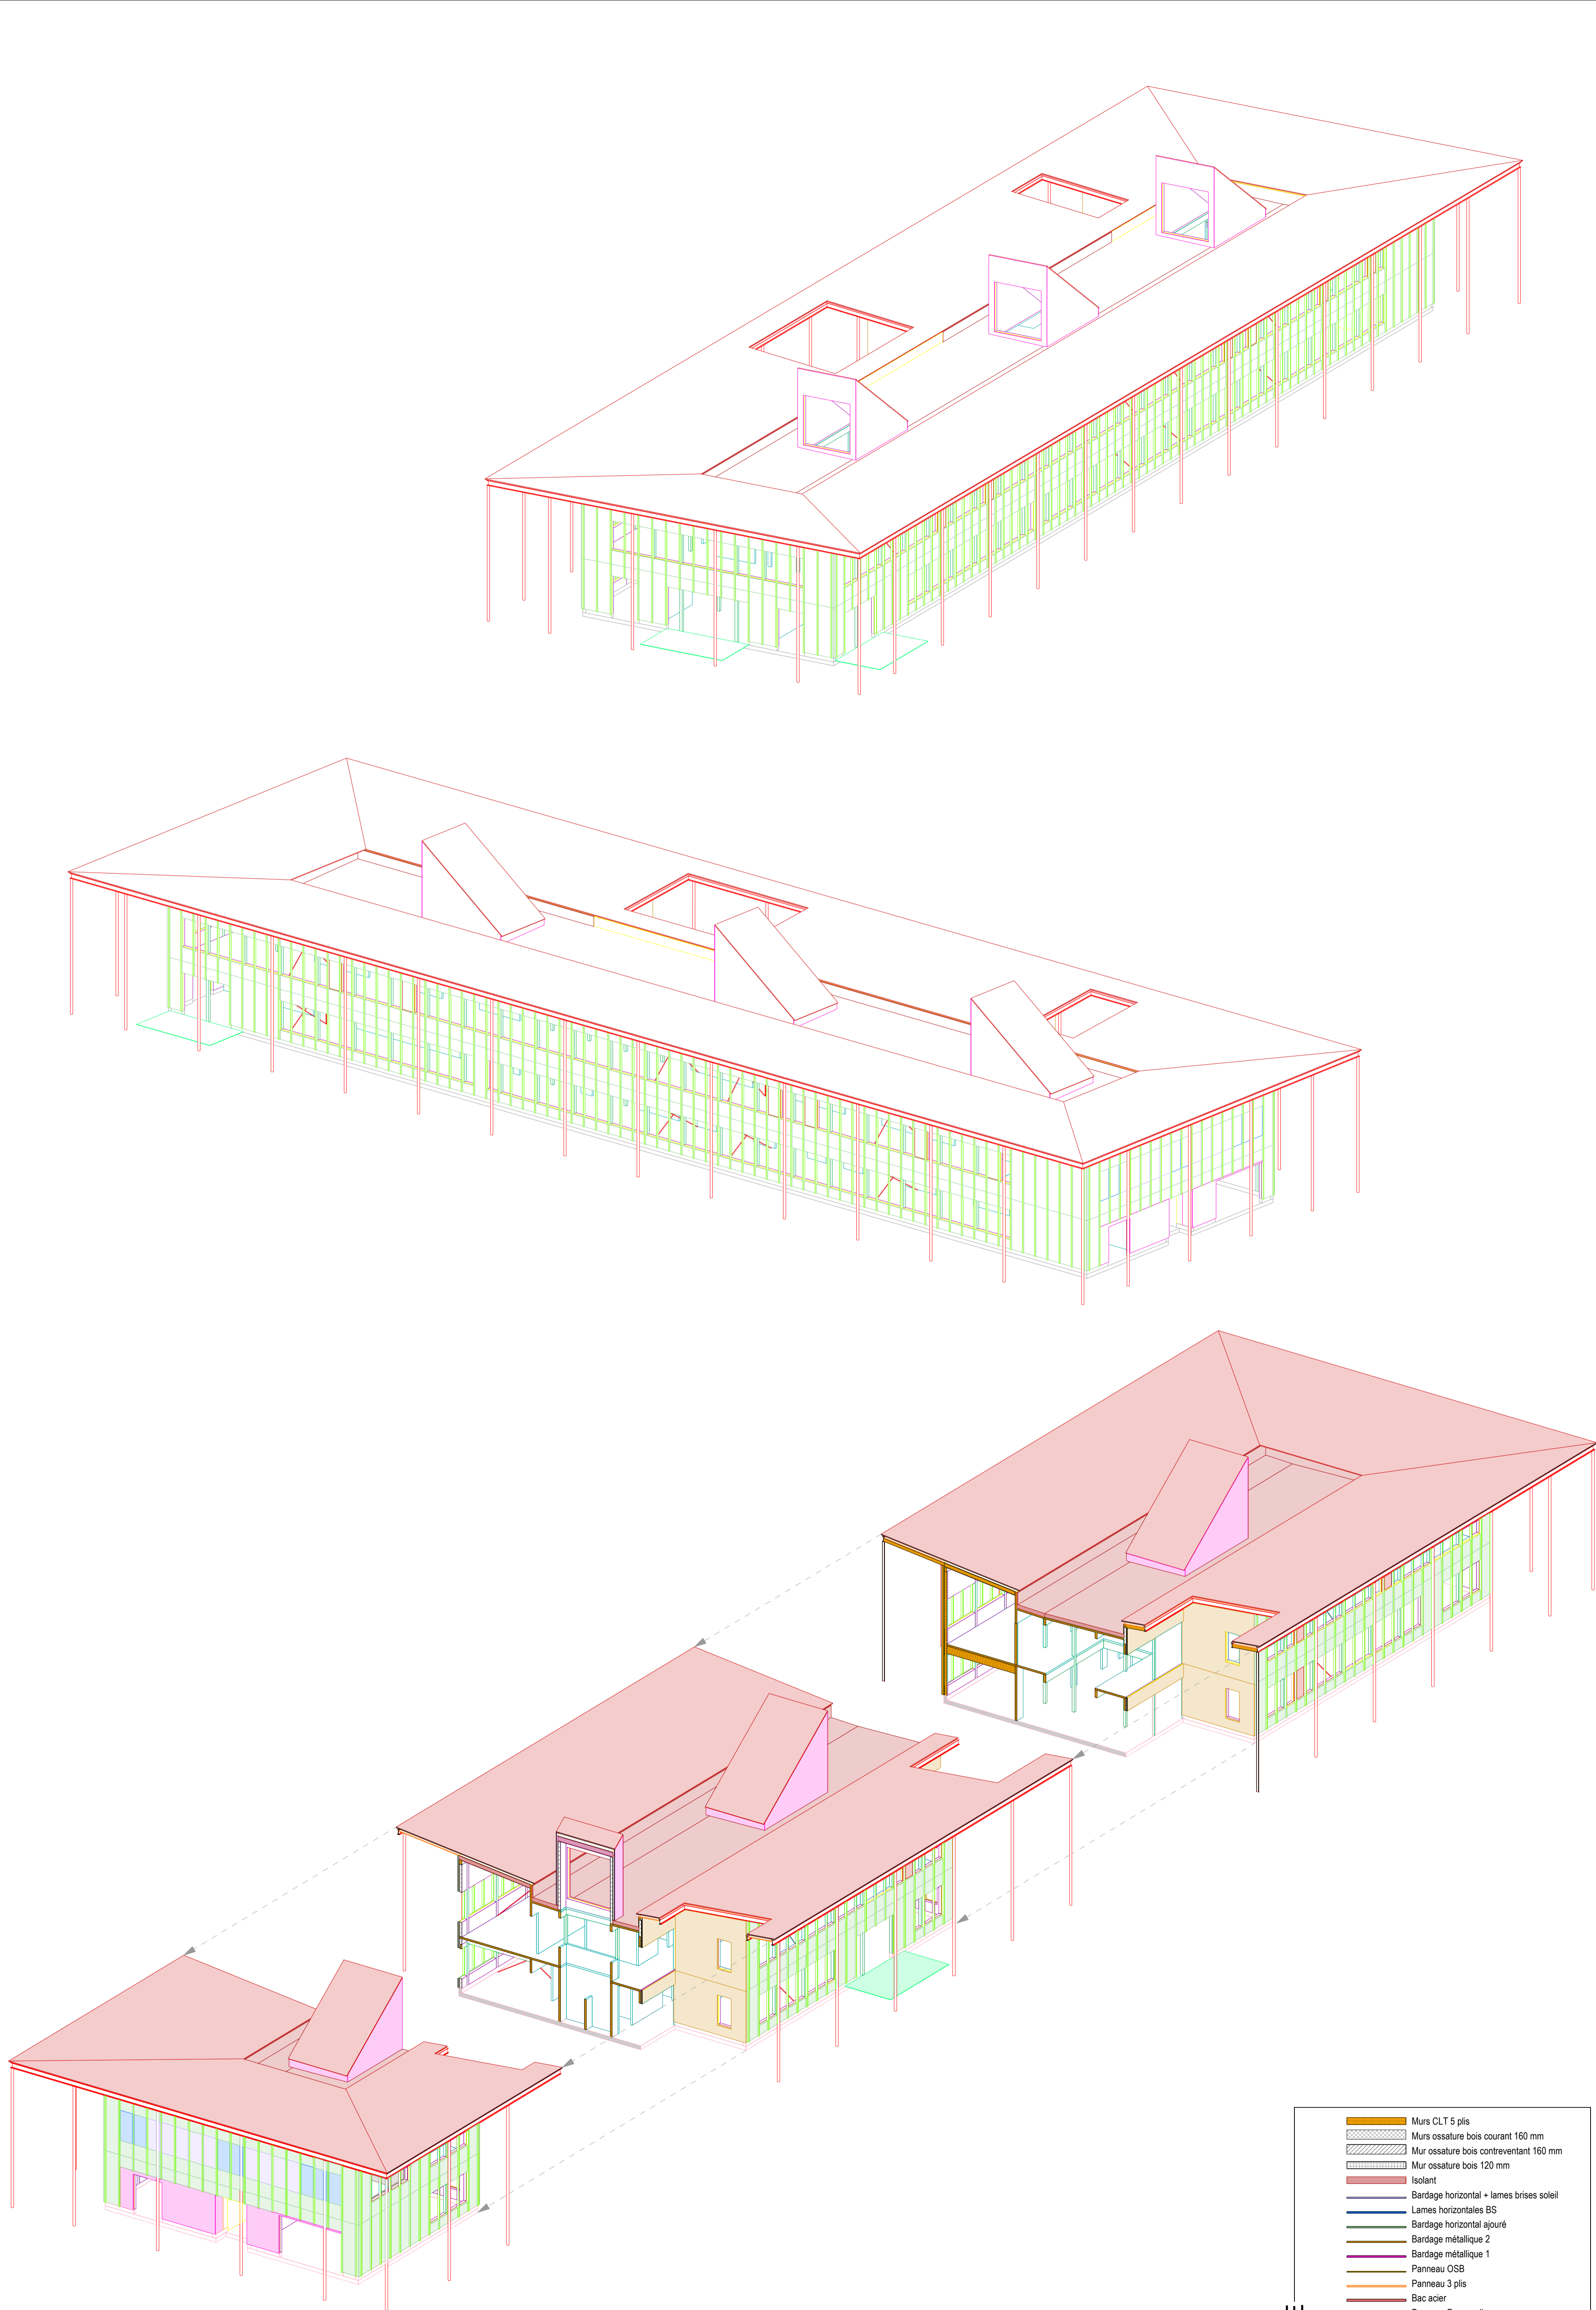 Murs CLT 5 plis
Murs ossature bois courant 160 mm
Mur ossature bois contreventant 160 mm
Mur ossature bois 120 mm
Isolant
Bardage horizontal + lames brises soleil
Lames horizontales BS
Bardage horizontal ajouré
Bardage métallique 2
Bardage métallique 1
Panneau OSB
Panneau 3 plis
Bac acier